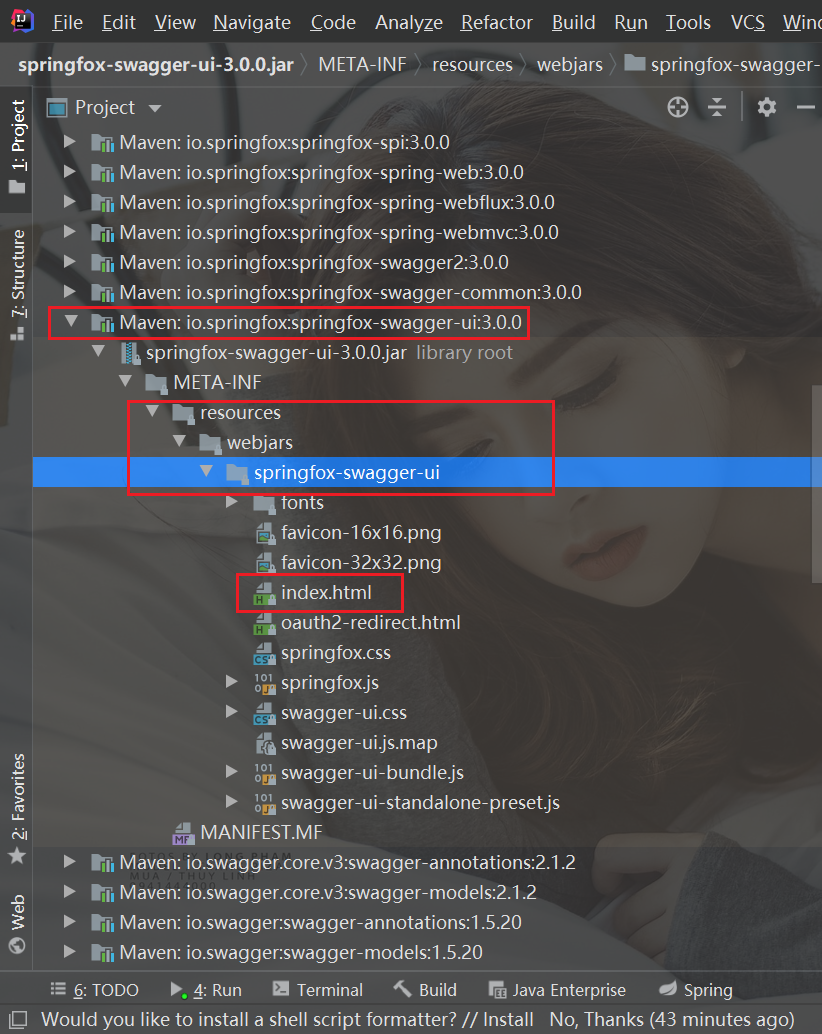 File Edit View Navigate Code Analyze Refactor Build Run Tools VCS
springfox-swagger-ui-3.0.0.jar META-INF resources webjars springfox-swagger-
Project
1: Project
Maven: io.springfox:springfox-spi:3.0.0
Maven: io.springfox:springfox-spring-web:3.0.0
Maven: io.springfox:springfox-spring-webflux:3.0.0
Maven: io.springfox:springfox-spring-webmvc:3.0.0
Maven: io.springfox:springfox-swagger2:3.0.0
Maven: io.springfox:springfox-swagger-common:3.0.0
7: Structure
Maven: io.springfox:springfox-swagger-ui:3.0.0
springfox-swagger-ui-3.0.0.jar library root
META-INF
resources
webjars
springfox-swagger-ui
fonts
favicon-16x16.png
favicon-32x32.png
index.html
oauth2-redirect.html
springfox.css
springfox.js
swagger-ui.css
swagger-ui.js.map
swagger-ui-bundle.js
swagger-ui-standalone-preset.js
2: Favorites
MANIFEST.MF
Maven: io.swagger.core.v3:swagger-annotations:2.1.2
Maven: io.swagger.core.v3:swagger-models:2.1.2
Maven: io.swagger:swagger-annotations:1.5.20
Web
Maven: io.swagger:swagger-models:1.5.20
6: TODO 4: Run Terminal Build Java Enterprise Spring
Would you like to install a shell script formatter? // Install No, Thanks (43 minutes ago)